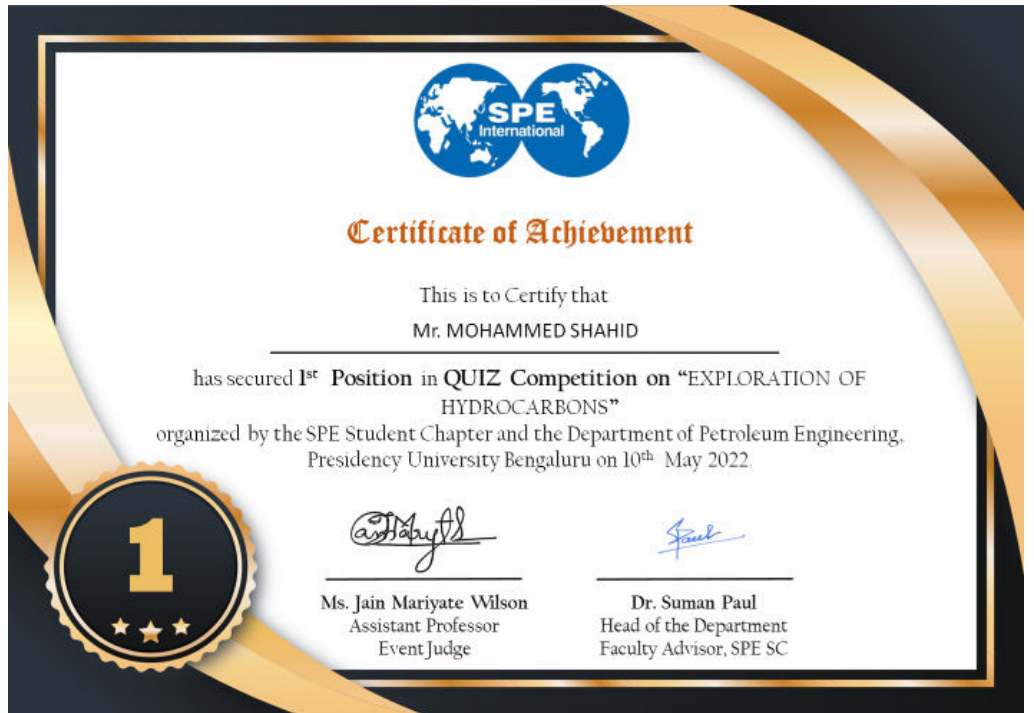 SPE
International
Certificate of Achievement
This is to Certify that
Mr. MOHAMMED SHAHID
has secured 1st Position in QUIZ Competition on "EXPLORATION OF
HYDROCARBONS"
organized by the SPE Student Chapter and the Department of Petroleum Engineering,
Presidency University Bengaluru on 10th May 2022.
1
Ms. Jain Mariyate Wilson
Assistant Professor
Event Judge
Paul
Dr. Suman Paul
Head of the Department
Faculty Advisor, SPE SC